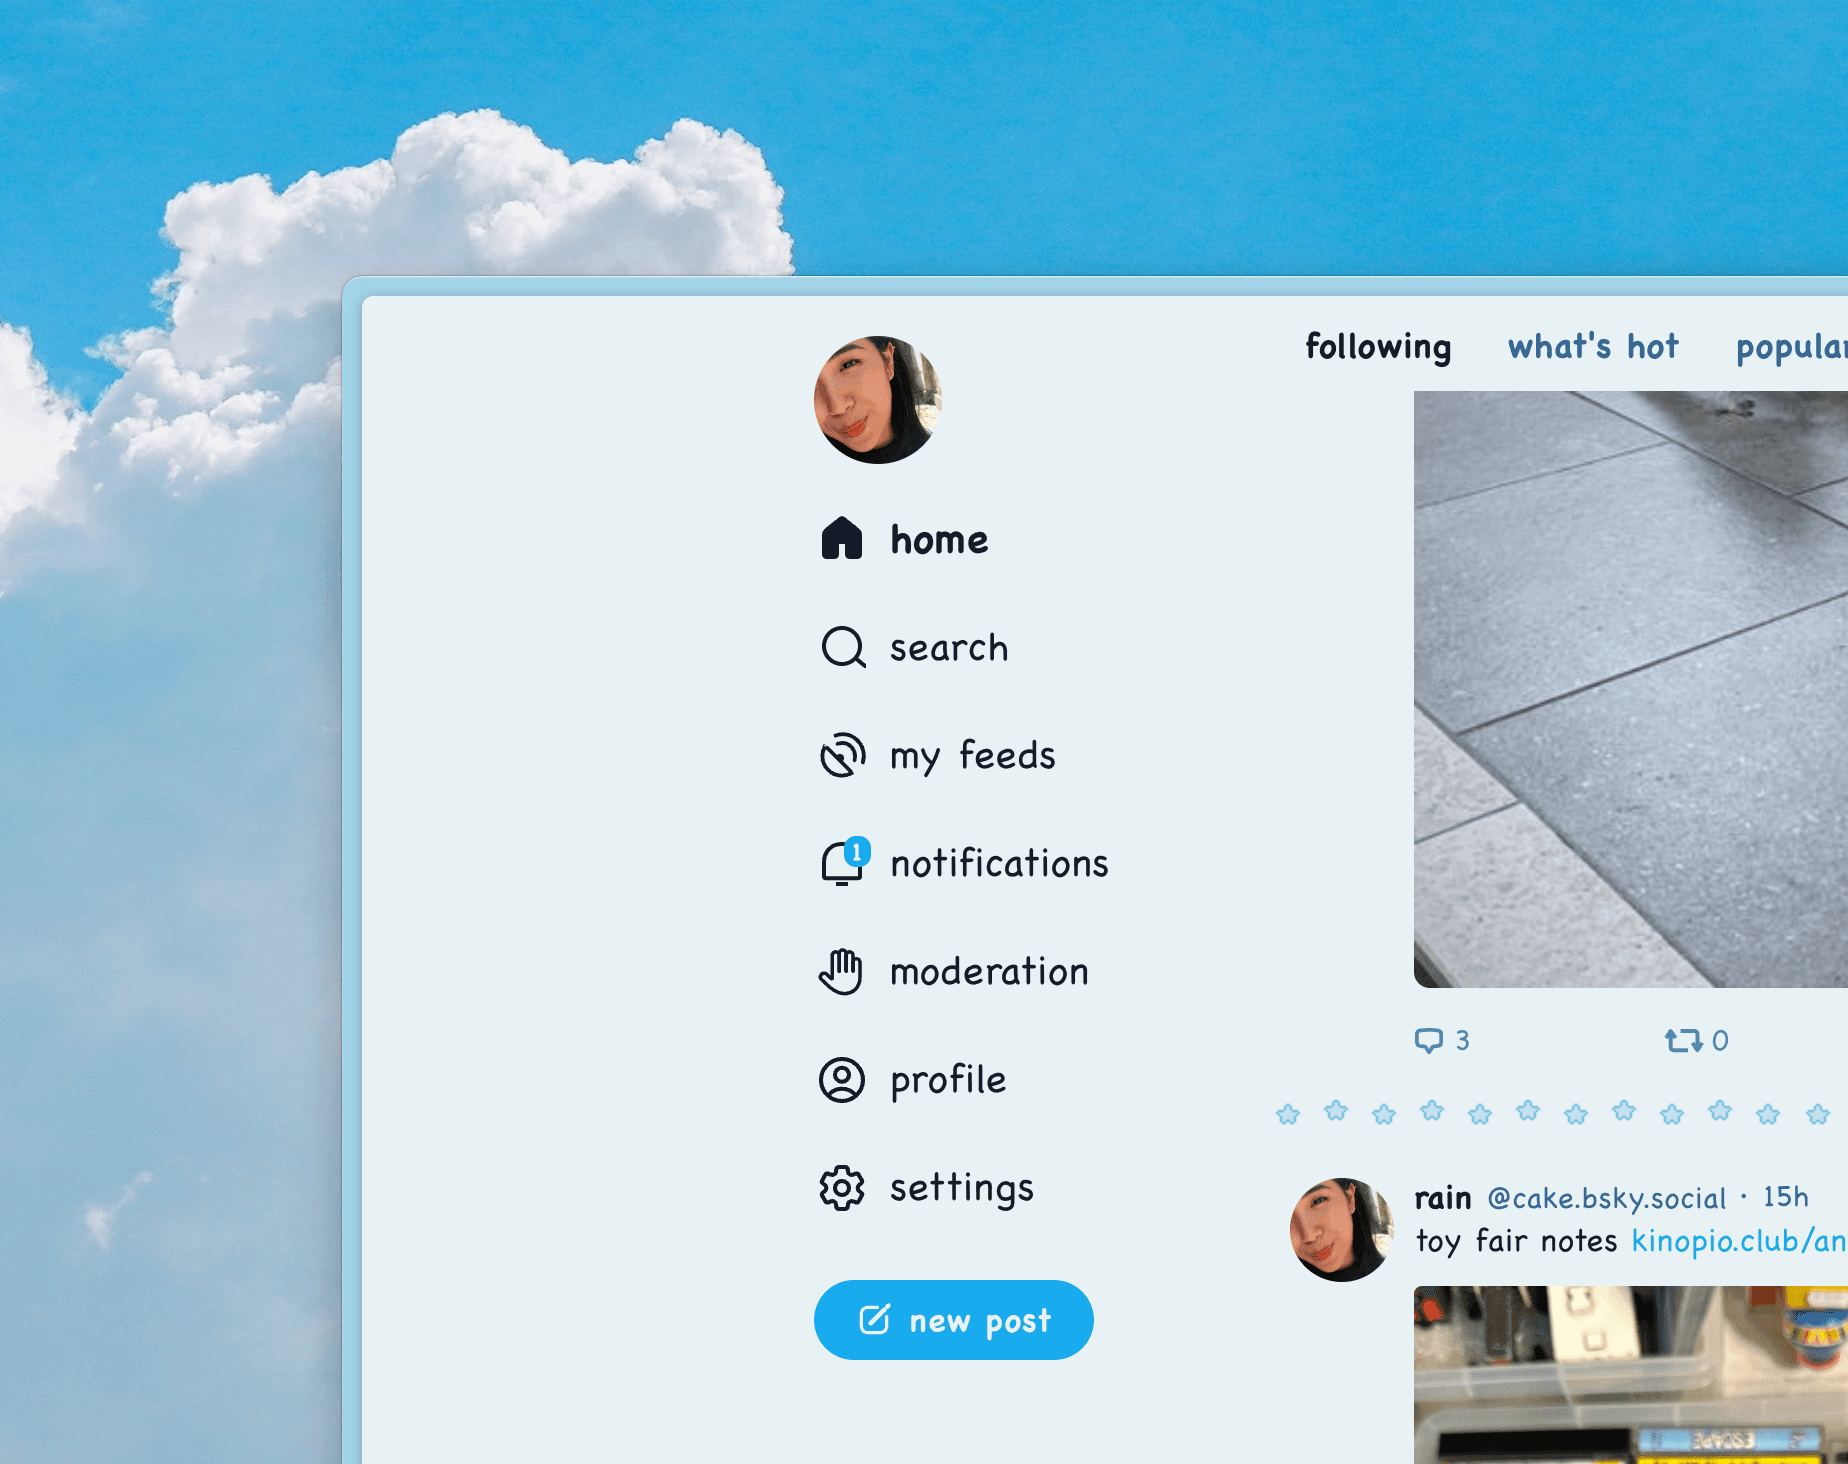 following what's hot popular
home
search
my feeds
1
notifications
moderation
profile
settings
new post
3 0
rain @cake.bsky.social · 15h
toy fair notes kinopio.club/an